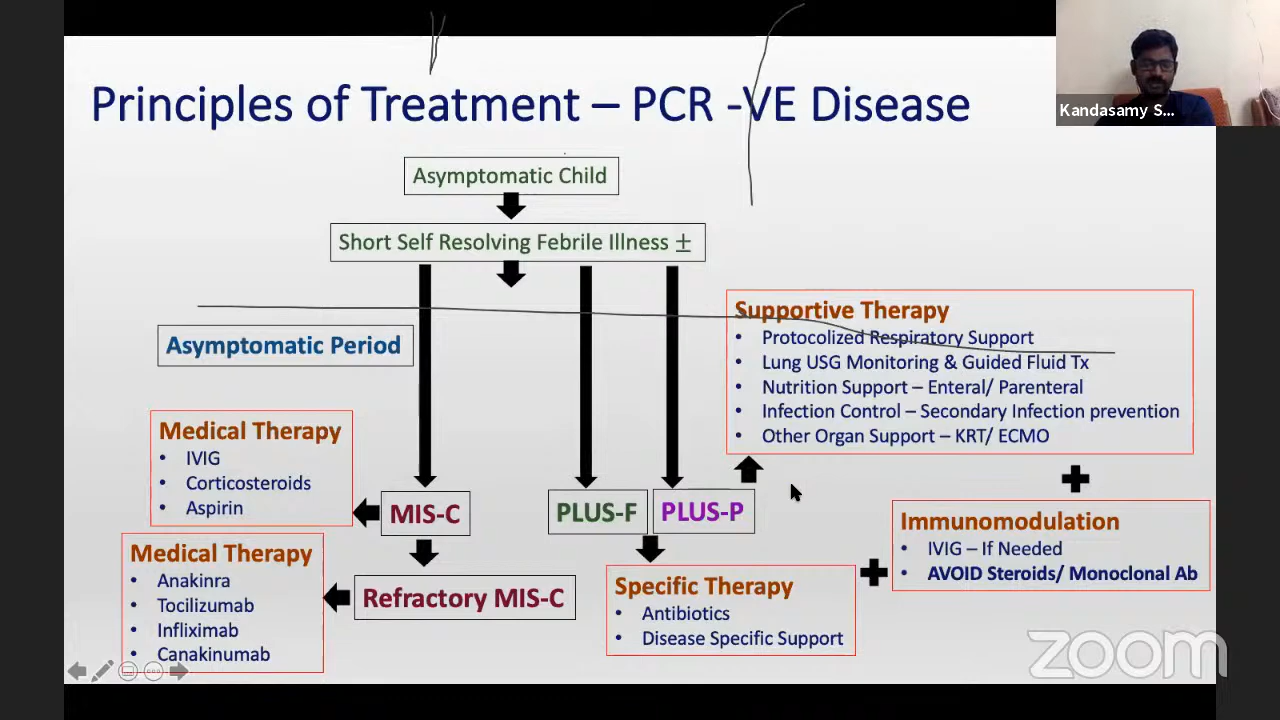 Principles of Treatment – PCR -VE Disease
Kandasamy S...
Asymptomatic Child
Short Self Resolving Febrile Illness ±
Asymptomatic Period
Supportive Therapy
• Protocolized Respiratory Support
• Lung USG Monitoring & Guided Fluid Tx
• Nutrition Support – Enteral/ Parenteral
• Infection Control – Secondary Infection prevention
• Other Organ Support – KRT/ ECMO
Medical Therapy
• IVIG
• Corticosteroids
• Aspirin
MIS-C
PLUS-F
PLUS-P
Immunomodulation
• IVIG – If Needed
• AVOID Steroids/ Monoclonal Ab
Medical Therapy
• Anakinra
• Tocilizumab
• Infliximab
• Canakinumab
Refractory MIS-C
Specific Therapy
• Antibiotics
• Disease Specific Support
zoom